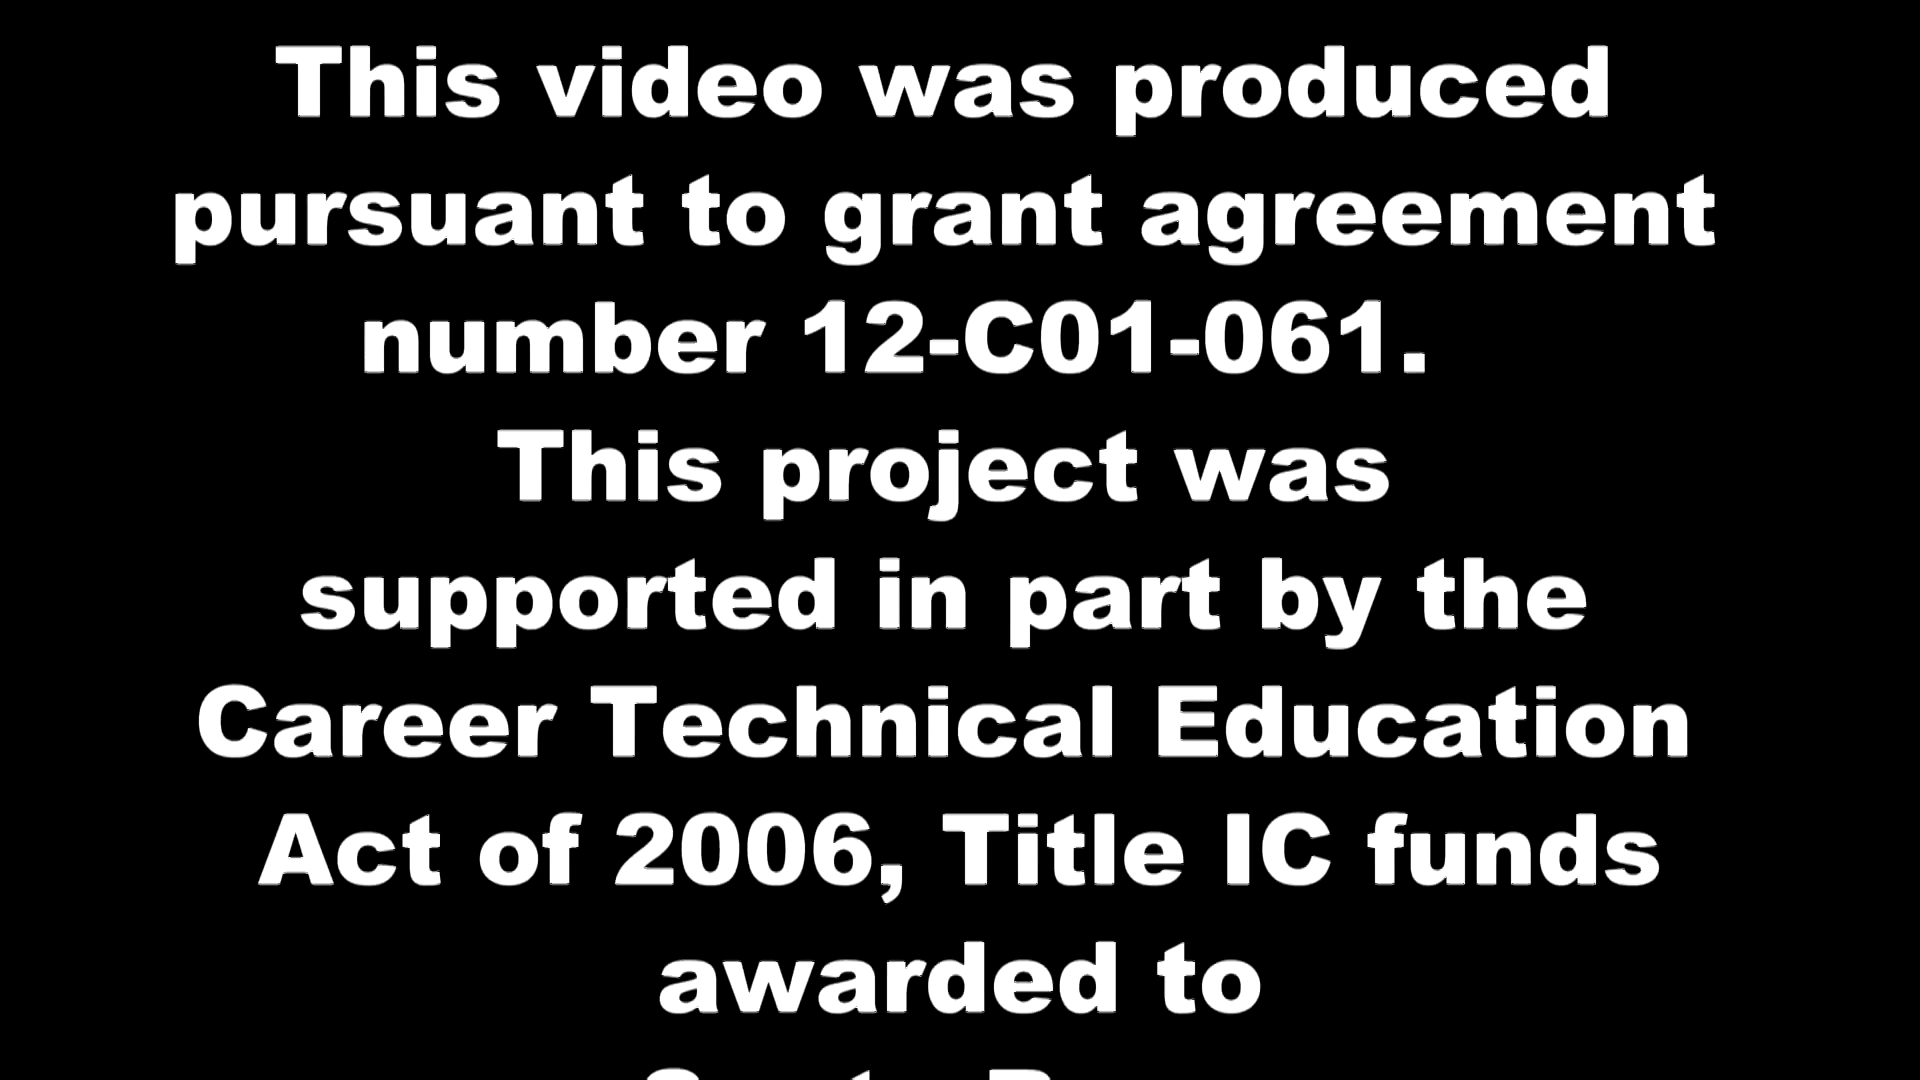 This video was produced
pursuant to grant agreement
number 12-C01-061.
This project was
supported in part by the
Career Technical Education
Act of 2006, Title IC funds
awarded to